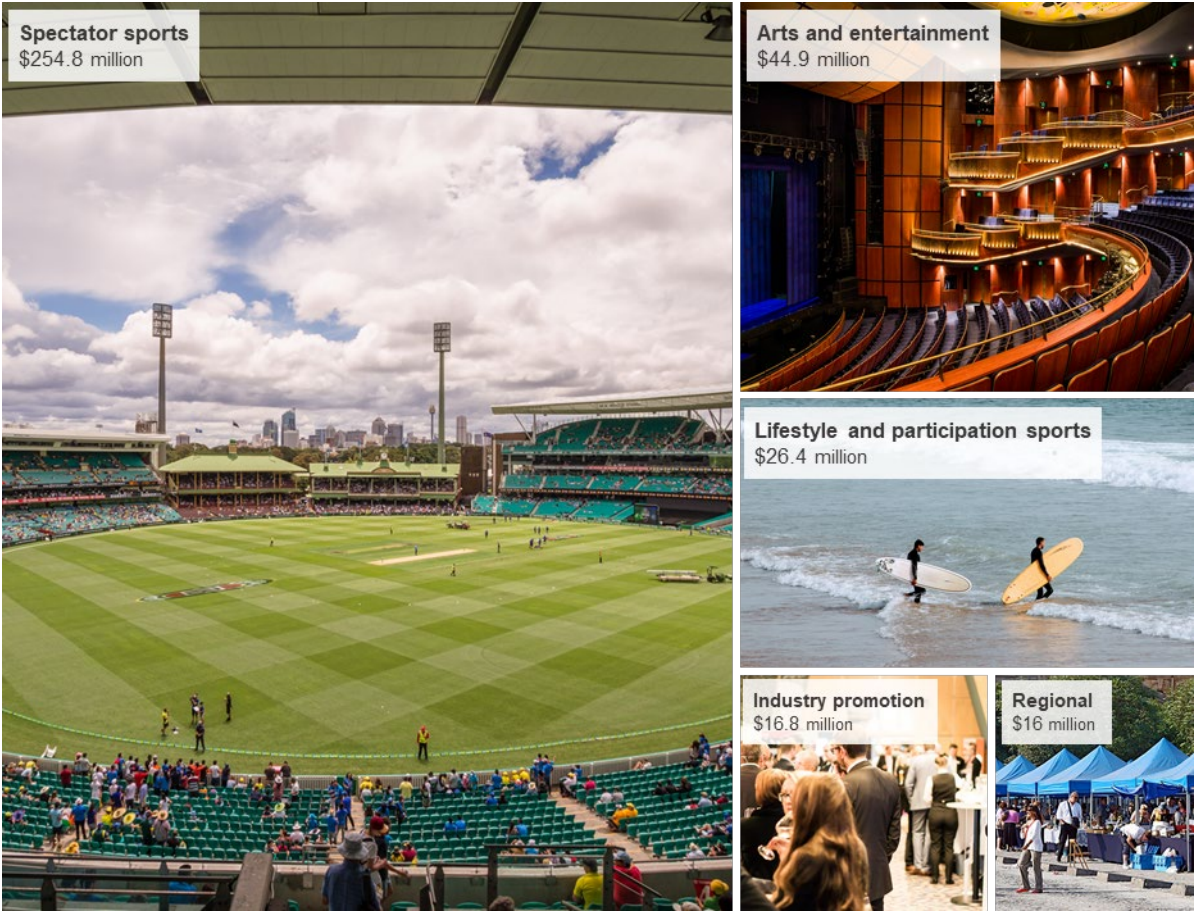 Spectator sports
$254.8 million
Arts and entertainment
$44.9 million
Lifestyle and participation sports
$26.4 million
Industry promotion
$16.8 million
Regional
$16 million